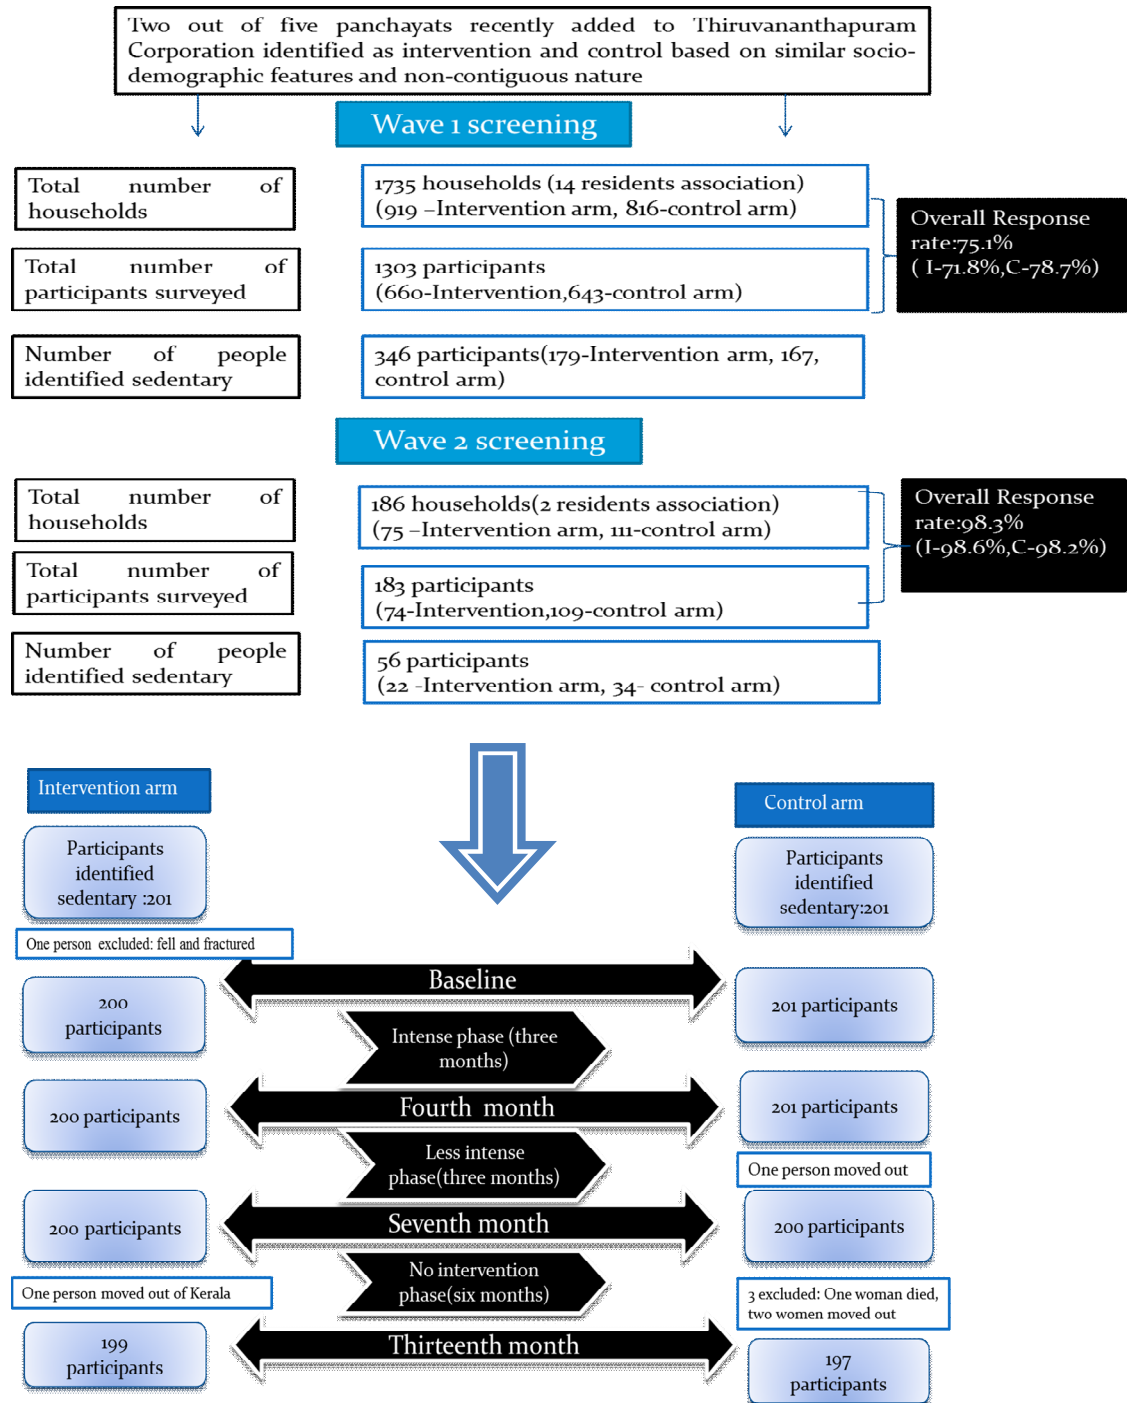 Two out of five panchayats recently added to Thiruvananthapuram
Corporation identified as intervention and control based on similar socio-
demographic features and non-contiguous nature
Wave 1 screening
Total number of
households
1735 households (14 residents association)
(919 –Intervention arm, 816-control arm)
Overall Response
rate:75.1%
( I-71.8%,C-78.7%)
Total number of
participants surveyed
1303 participants
(660-Intervention,643-control arm)
Number of people
identified sedentary
346 participants(179-Intervention arm, 167,
control arm)
Wave 2 screening
Total number of
households
186 households(2 residents association)
(75 –Intervention arm, 111-control arm)
Overall Response
rate:98.3%
(I-98.6%,C-98.2%)
Total number of
participants surveyed
183 participants
(74-Intervention,109-control arm)
Number of people
identified sedentary
56 participants
(22 -Intervention arm, 34- control arm)
Intervention arm
Control arm
Participants
identified
sedentary :201
Participants
identified
sedentary:201
One person excluded: fell and fractured
Baseline
200
participants
201 participants
Intense phase (three
months)
200 participants
Fourth month
201 participants
Less intense
phase(three months)
One person moved out
200 participants
Seventh month
200 participants
No intervention
phase(six months)
One person moved out of Kerala
3 excluded: One woman died,
two women moved out
199
participants
Thirteenth month
197
participants